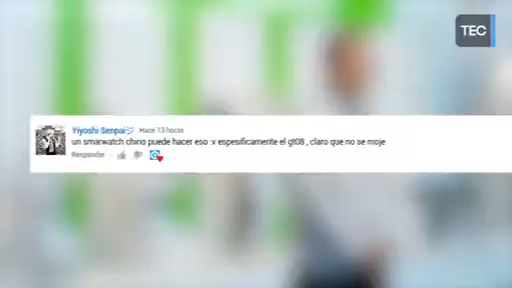 TEC
Yiyoshi Senpai Hace 13 horas
un smarwatch chino puede hacer eso :v espesificamente el gt08 , claro que no se moje
Responder